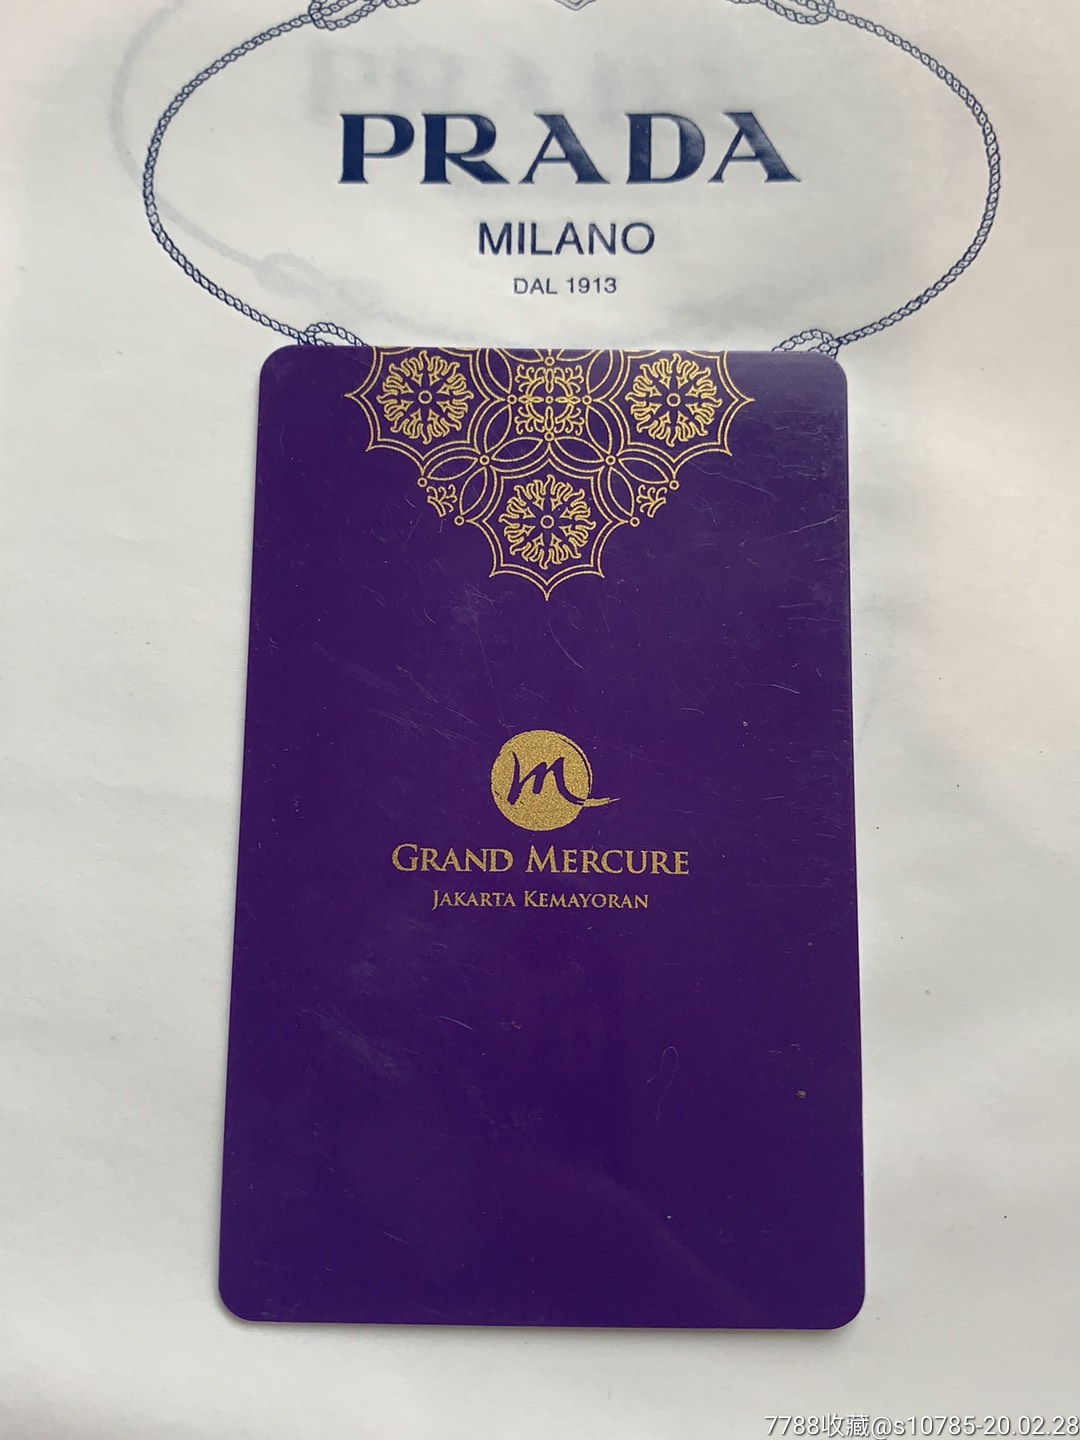 PRADA
MILANO
DAL 1913
m
GRAND MERCURE
JAKARTA KEMAYORAN
7788收藏@s10785-20.02.28